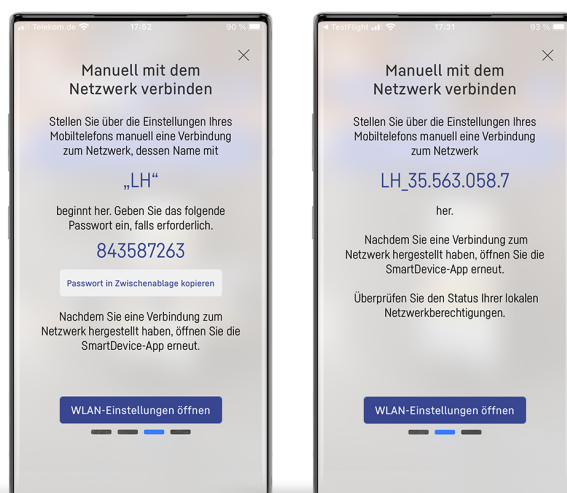 Telekom.de 17:52 90 %
Manuell mit dem
Netzwerk verbinden
Stellen Sie über die Einstellungen Ihres
Mobiltelefons manuell eine Verbindung
zum Netzwerk, dessen Name mit
„LH“
beginnt her. Geben Sie das folgende
Passwort ein, falls erforderlich.
843587263
Passwort in Zwischenablage kopieren
Nachdem Sie eine Verbindung zum
Netzwerk hergestellt haben, öffnen Sie die
SmartDevice-App erneut.
WLAN-Einstellungen öffnen
TestFlight 17:31 93 %
Manuell mit dem
Netzwerk verbinden
Stellen Sie über die Einstellungen Ihres
Mobiltelefons manuell eine Verbindung
zum Netzwerk
LH_35.563.058.7
her.
Nachdem Sie eine Verbindung zum
Netzwerk hergestellt haben, öffnen Sie die
SmartDevice-App erneut.
Überprüfen Sie den Status Ihrer lokalen
Netzwerkberechtigungen.
WLAN-Einstellungen öffnen